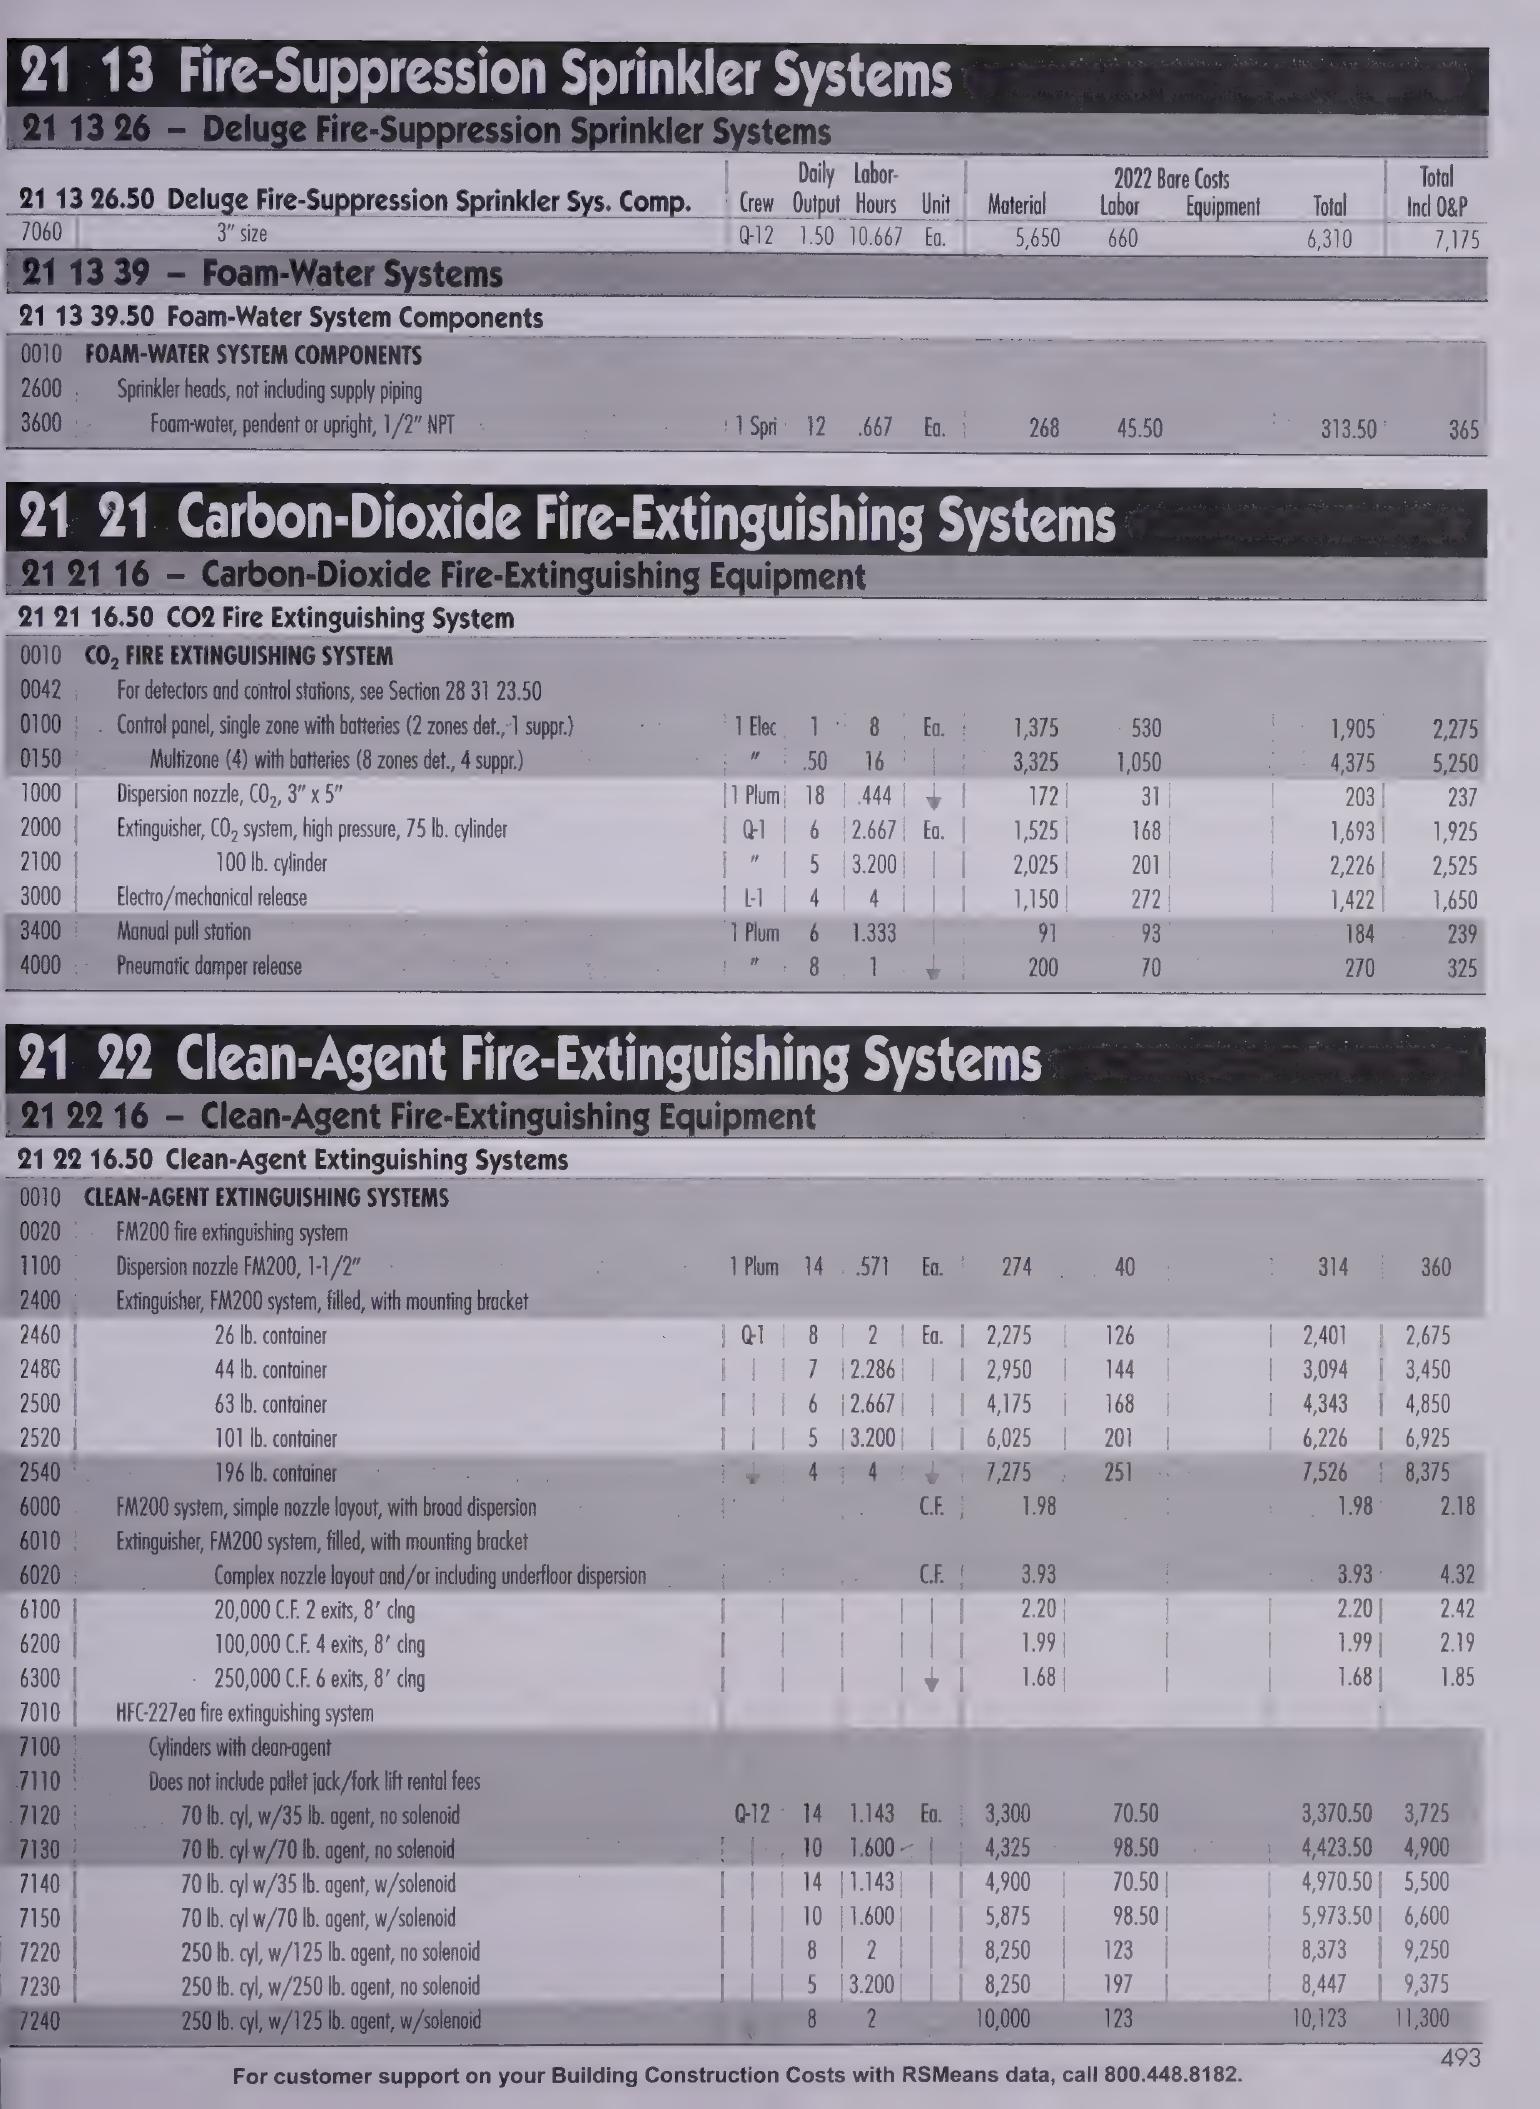 21 13 Fire-Suppression Sprinkler Systems
21 13 26 – Deluge Fire-Suppression Sprinkler Systems
21 13 26.50 Deluge Fire-Suppression Sprinkler Sys. Comp. Crew Daily Output Labor-Hours Unit Material 2022 Bare Costs Labor Equipment Total Total Incl O&P
7060 3" size Q-12 1.50 10.667 Ea. 5,650 660 6,310 7,175
21 13 39 – Foam-Water Systems
21 13 39.50 Foam-Water System Components
0010 FOAM-WATER SYSTEM COMPONENTS
2600 Sprinkler heads, not including supply piping
3600 Foam-water, pendent or upright, 1/2" NPT 1 Spri 12 .667 Ea. 268 45.50 313.50 365
21 21 Carbon-Dioxide Fire-Extinguishing Systems
21 21 16 – Carbon-Dioxide Fire-Extinguishing Equipment
21 21 16.50 CO2 Fire Extinguishing System
0010 CO₂ FIRE EXTINGUISHING SYSTEM
0042 For detectors and control stations, see Section 28 31 23.50
0100 Control panel, single zone with batteries (2 zones det., 1 suppr.) 1 Elec 1 8 Ea. 1,375 530 1,905 2,275
0150 Multizone (4) with batteries (8 zones det., 4 suppr.) " .50 16 3,325 1,050 4,375 5,250
1000 Dispersion nozzle, CO₂, 3" x 5" 1 Plum 18 .444 172 31 203 237
2000 Extinguisher, CO₂ system, high pressure, 75 lb. cylinder Q-1 6 2.667 Ea. 1,525 168 1,693 1,925
2100 100 lb. cylinder " 5 3.200 2,025 201 2,226 2,525
3000 Electro/mechanical release L-1 4 4 1,150 272 1,422 1,650
3400 Manual pull station 1 Plum 6 1.333 91 93 184 239
4000 Pneumatic damper release " 8 1 200 70 270 325
21 22 Clean-Agent Fire-Extinguishing Systems
21 22 16 – Clean-Agent Fire-Extinguishing Equipment
21 22 16.50 Clean-Agent Extinguishing Systems
0010 CLEAN-AGENT EXTINGUISHING SYSTEMS
0020 FM200 fire extinguishing system
1100 Dispersion nozzle FM200, 1-1/2" 1 Plum 14 .571 Ea. 274 40 314 360
2400 Extinguisher, FM200 system, filled, with mounting bracket
2460 26 lb. container Q-1 8 2 Ea. 2,275 126 2,401 2,675
2480 44 lb. container 7 2.286 2,950 144 3,094 3,450
2500 63 lb. container 6 2.667 4,175 168 4,343 4,850
2520 101 lb. container 5 3.200 6,025 201 6,226 6,925
2540 196 lb. container 4 4 7,275 251 7,526 8,375
6000 FM200 system, simple nozzle layout, with broad dispersion C.F. 1.98 1.98 2.18
6010 Extinguisher, FM200 system, filled, with mounting bracket
6020 Complex nozzle layout and/or including underfloor dispersion C.F. 3.93 3.93 4.32
6100 20,000 C.F. 2 exits, 8' clng 2.20 2.20 2.42
6200 100,000 C.F. 4 exits, 8' clng 1.99 1.99 2.19
6300 250,000 C.F. 6 exits, 8' clng 1.68 1.68 1.85
7010 HFC-227ea fire extinguishing system
7100 Cylinders with clean-agent
7110 Does not include pallet jack/fork lift rental fees
7120 70 lb. cyl, w/35 lb. agent, no solenoid Q-12 14 1.143 Ea. 3,300 70.50 3,370.50 3,725
7130 70 lb. cyl w/70 lb. agent, no solenoid 10 1.600 4,325 98.50 4,423.50 4,900
7140 70 lb. cyl w/35 lb. agent, w/solenoid 14 1.143 4,900 70.50 4,970.50 5,500
7150 70 lb. cyl w/70 lb. agent, w/solenoid 10 1.600 5,875 98.50 5,973.50 6,600
7220 250 lb. cyl, w/125 lb. agent, no solenoid 8 2 8,250 123 8,373 9,250
7230 250 lb. cyl, w/250 lb. agent, no solenoid 5 3.200 8,250 197 8,447 9,375
7240 250 lb. cyl, w/125 lb. agent, w/solenoid 8 2 10,000 123 10,123 11,300
493
For customer support on your Building Construction Costs with RSMeans data, call 800.448.8182.